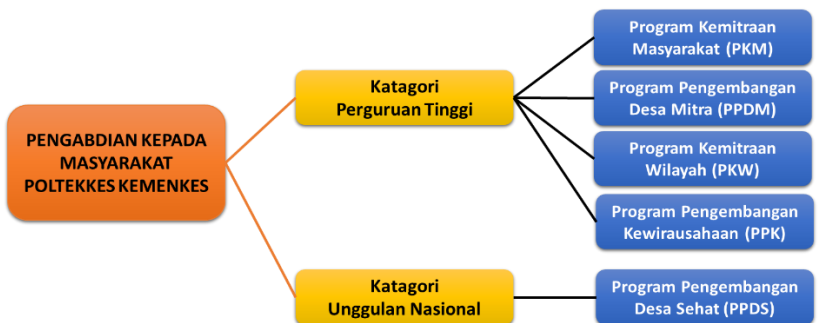 PENGABDIAN KEPADA
MASYARAKAT
POLTEKKES KEMENKES
Katagori
Perguruan Tinggi
Program Kemitraan
Masyarakat (PKM)
Program Pengembangan
Desa Mitra (PPDM)
Program Kemitraan
Wilayah (PKW)
Program Pengembangan
Kewirausahaan (PPK)
Katagori
Unggulan Nasional
Program Pengembangan
Desa Sehat (PPDS)